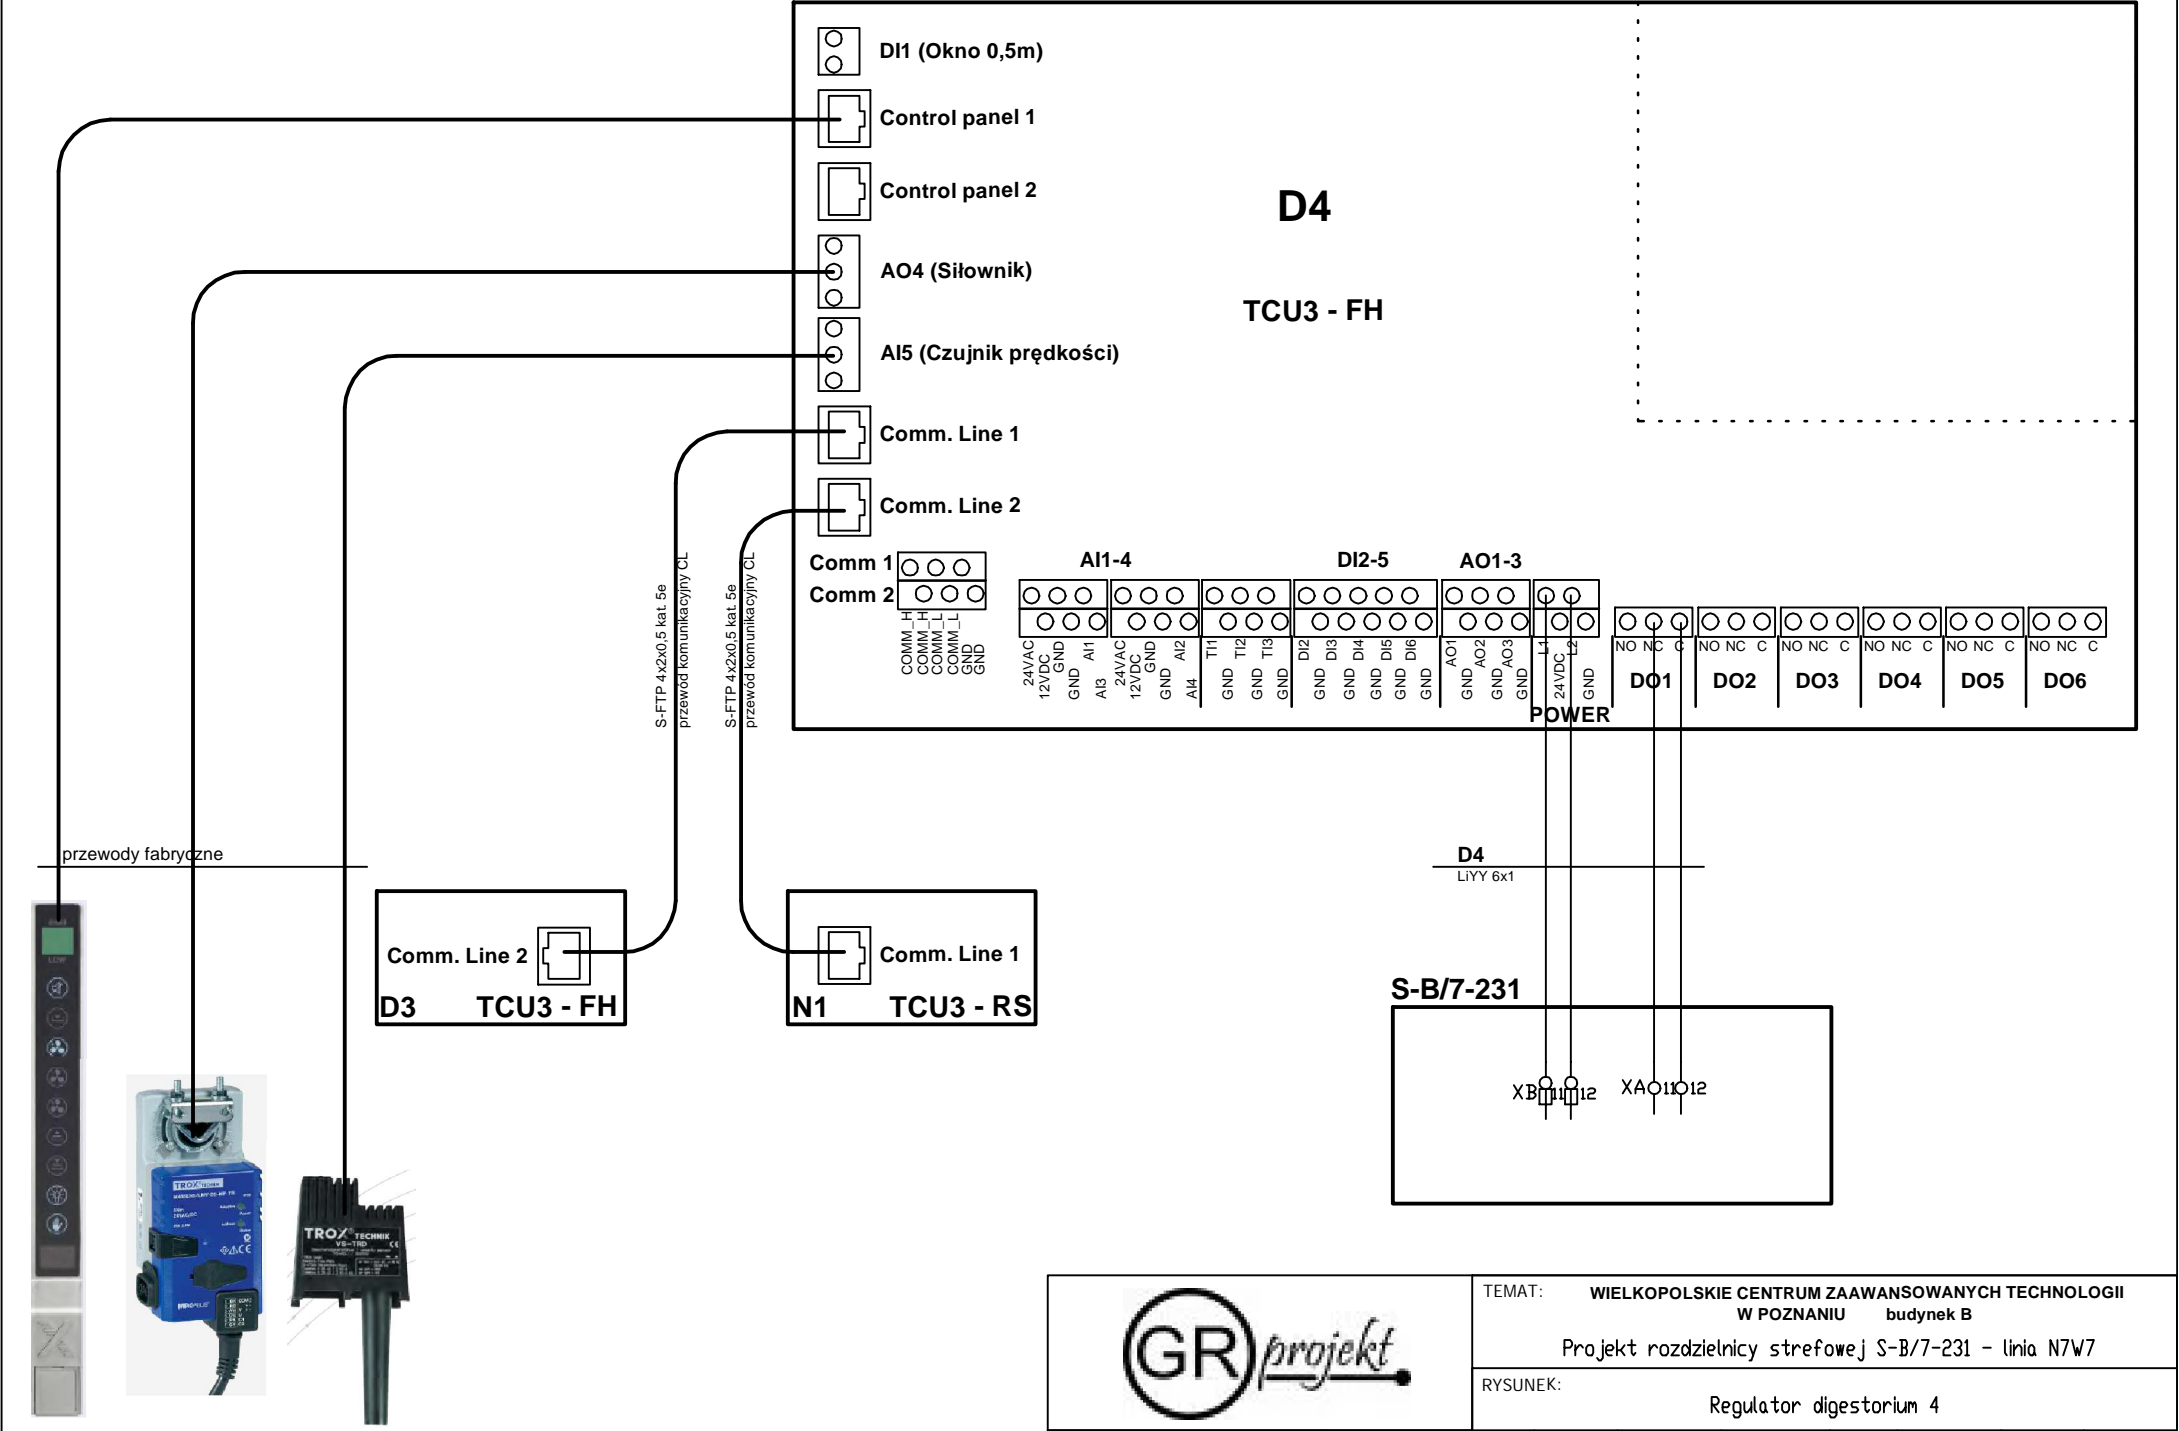 DI1 (Okno 0,5m)
Control panel 1
Control panel 2
AO4 (Siłownik)
AI5 (Czujnik prędkości)
Comm. Line 1
Comm. Line 2
D4
TCU3 - FH
Comm 1
Comm 2
COMM_H
COMM_H
COMM_L
COMM_L
GND
GND
AI1-4
DI2-5
AO1-3
24VAC
12VDC
GND
GND
AI1
AI3
24VAC
12VDC
GND
GND
AI2
AI4
TI1
GND
TI2
GND
TI3
GND
DI2
GND
DI3
GND
DI4
GND
DI5
GND
DI6
GND
AO1
GND
AO2
GND
AO3
GND
L1
24VDC
L2
GND
POWER
NO NC C
DO1
NO NC C
DO2
NO NC C
DO3
NO NC C
DO4
NO NC C
DO5
NO NC C
DO6
S-FTP 4x2x0,5 kat. 5e
przewód komunikacyjny CL
S-FTP 4x2x0,5 kat. 5e
przewód komunikacyjny CL
przewody fabryczne
D4
LiYY 6x1
Comm. Line 2
D3 TCU3 - FH
Comm. Line 1
N1 TCU3 - RS
S-B/7-231
XB 11 12 XA 11 12
TROX TECHNIK
TROX TECHNIK
VS-TRD
GR projekt
TEMAT: WIELKOPOLSKIE CENTRUM ZAAWANSOWANYCH TECHNOLOGII
W POZNANIU budynek B
Projekt rozdzielnicy strefowej S-B/7-231 - linia N7W7
RYSUNEK:
Regulator digestorium 4